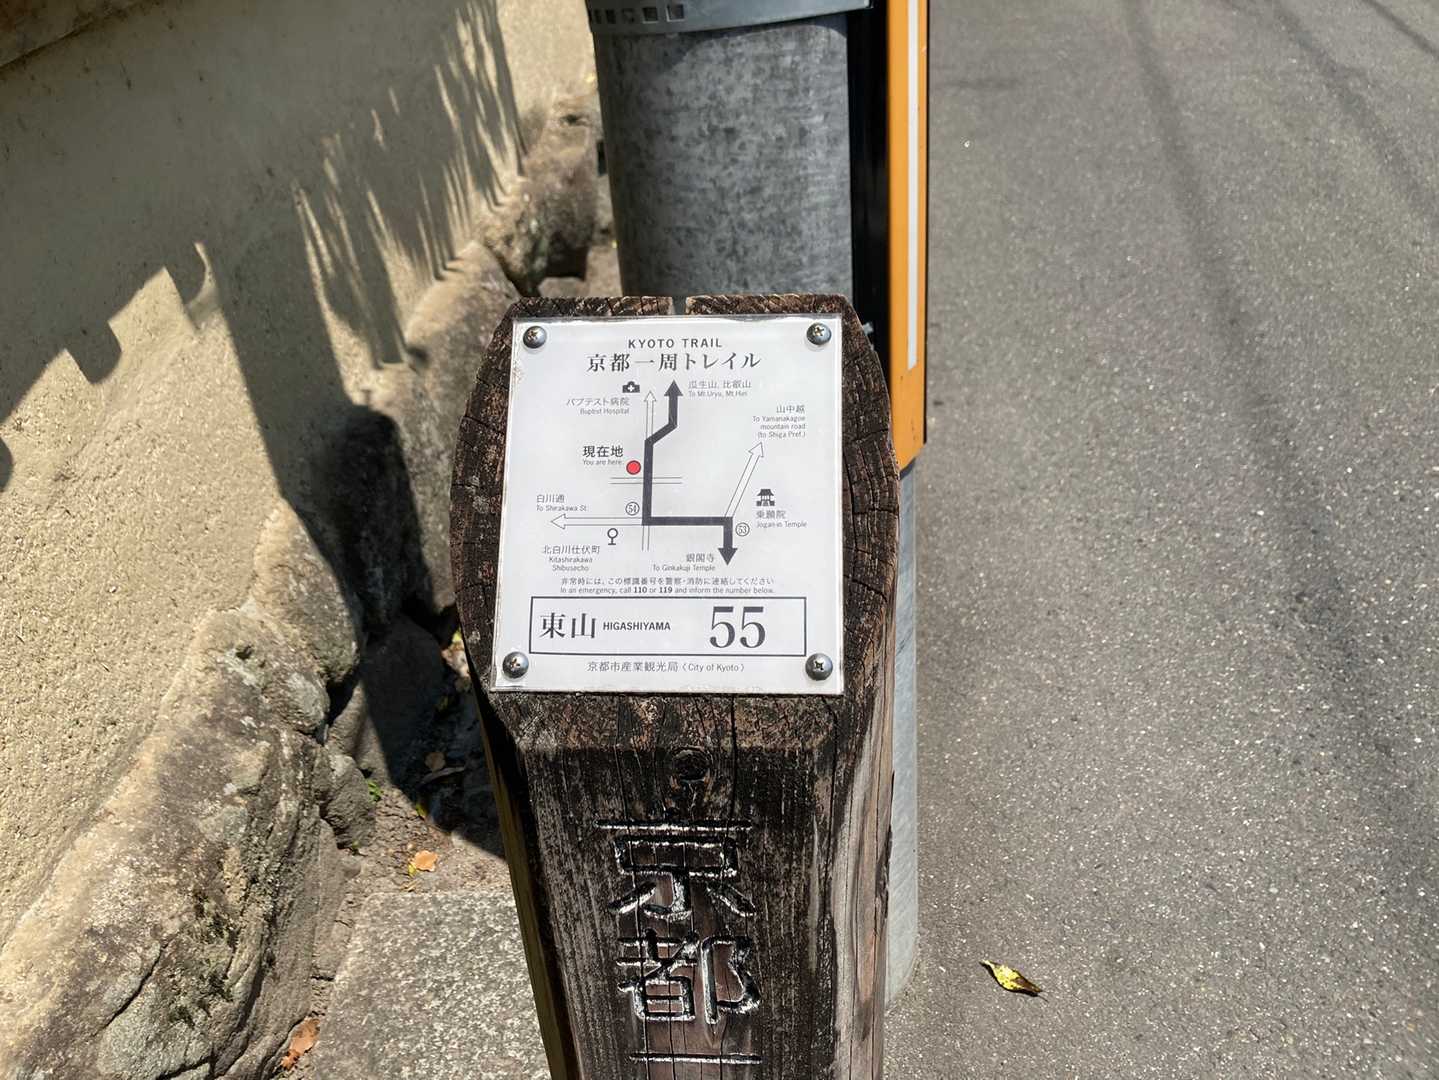 KYOTO TRAIL
京都一周トレイル
瓜生山、比叡山
To Mt.Uryu, Mt.Hiei
バプテスト病院
Baptist Hospital
山中越
To Yamanakagoe
mountain road
(to Shiga Pref.)
現在地
You are here.
白川通
To Shirakawa St.
54
乗願院
Jogan-in Temple
53
北白川仕伏町
Kitashirakawa
Shibusecho
銀閣寺
To Ginkakuji Temple
非常時には、この標識番号を警察・消防に連絡してください
In an emergency, call 110 or 119 and inform the number below.
東山 HIGASHIYAMA 55
京都市産業観光局（City of Kyoto）
京都一